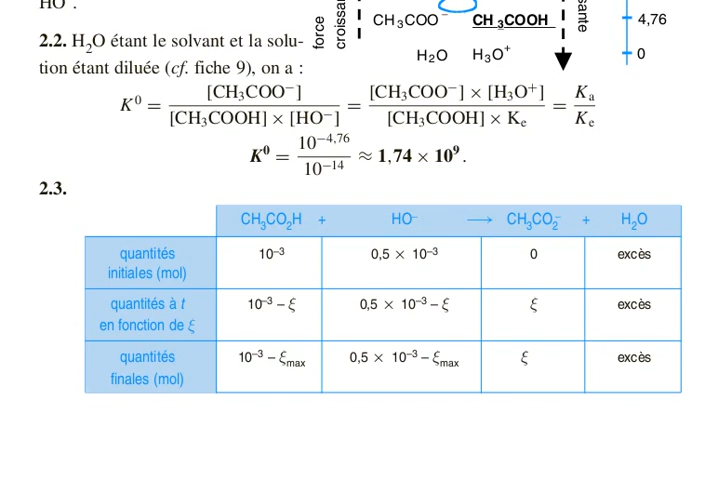 HO⁻.
force
croissa
CH₃COO⁻
CH₃COOH
H₂O H₃O⁺
sante
4,76
0
2.2. H₂O étant le solvant et la solu-
tion étant diluée (cf. fiche 9), on a :
K⁰ = [CH₃COO⁻] / [CH₃COOH] × [HO⁻] = [CH₃COO⁻] × [H₃O⁺] / [CH₃COOH] × Kₑ = Kₐ / Kₑ
K⁰ = 10⁻⁴,⁷⁶ / 10⁻¹⁴ ≈ 1,74 × 10⁹.
2.3.
CH₃CO₂H + HO⁻ → CH₃CO₂⁻ + H₂O
quantités
initiales (mol) 10⁻³ 0,5 × 10⁻³ 0 excès
quantités à t
en fonction de ξ 10⁻³ – ξ 0,5 × 10⁻³ – ξ ξ excès
quantités
finales (mol) 10⁻³ – ξmax 0,5 × 10⁻³ – ξmax ξ excès